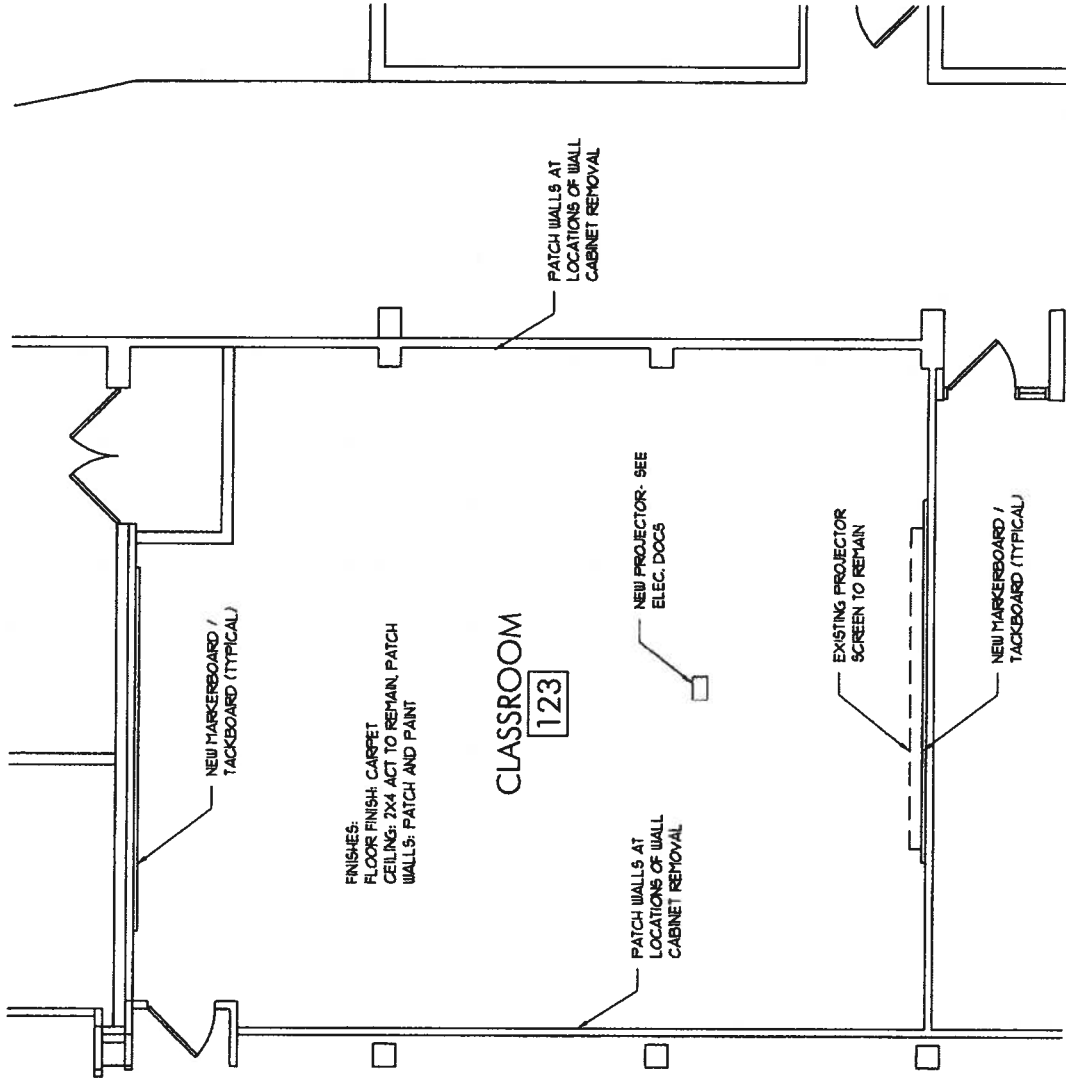 NEW MARKERBOARD /
TACKBOARD (TYPICAL)
FINISHES:
FLOOR FINISH: CARPET
CEILING: 2X4 ACT TO REMAIN, PATCH
WALLS: PATCH AND PAINT
PATCH WALLS AT
LOCATIONS OF WALL
CABINET REMOVAL
CLASSROOM
123
NEW PROJECTOR- SEE
ELEC. DOCS
PATCH WALLS AT
LOCATIONS OF WALL
CABINET REMOVAL
EXISTING PROJECTOR
SCREEN TO REMAIN
NEW MARKERBOARD /
TACKBOARD (TYPICAL)